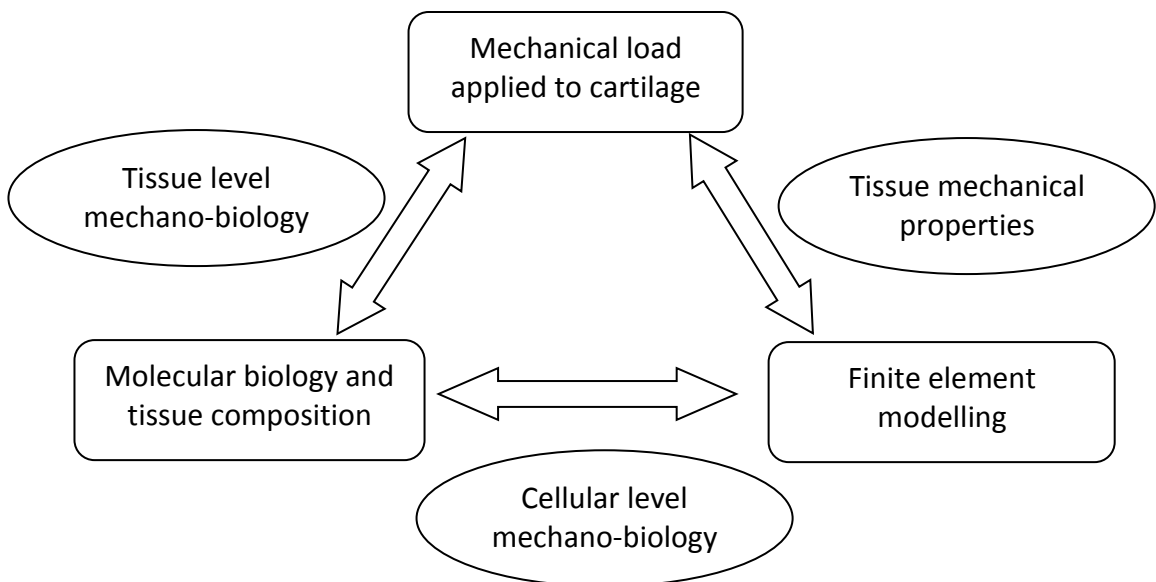 Mechanical load
applied to cartilage
Tissue level
mechano-biology
Tissue mechanical
properties
Molecular biology and
tissue composition
Finite element
modelling
Cellular level
mechano-biology